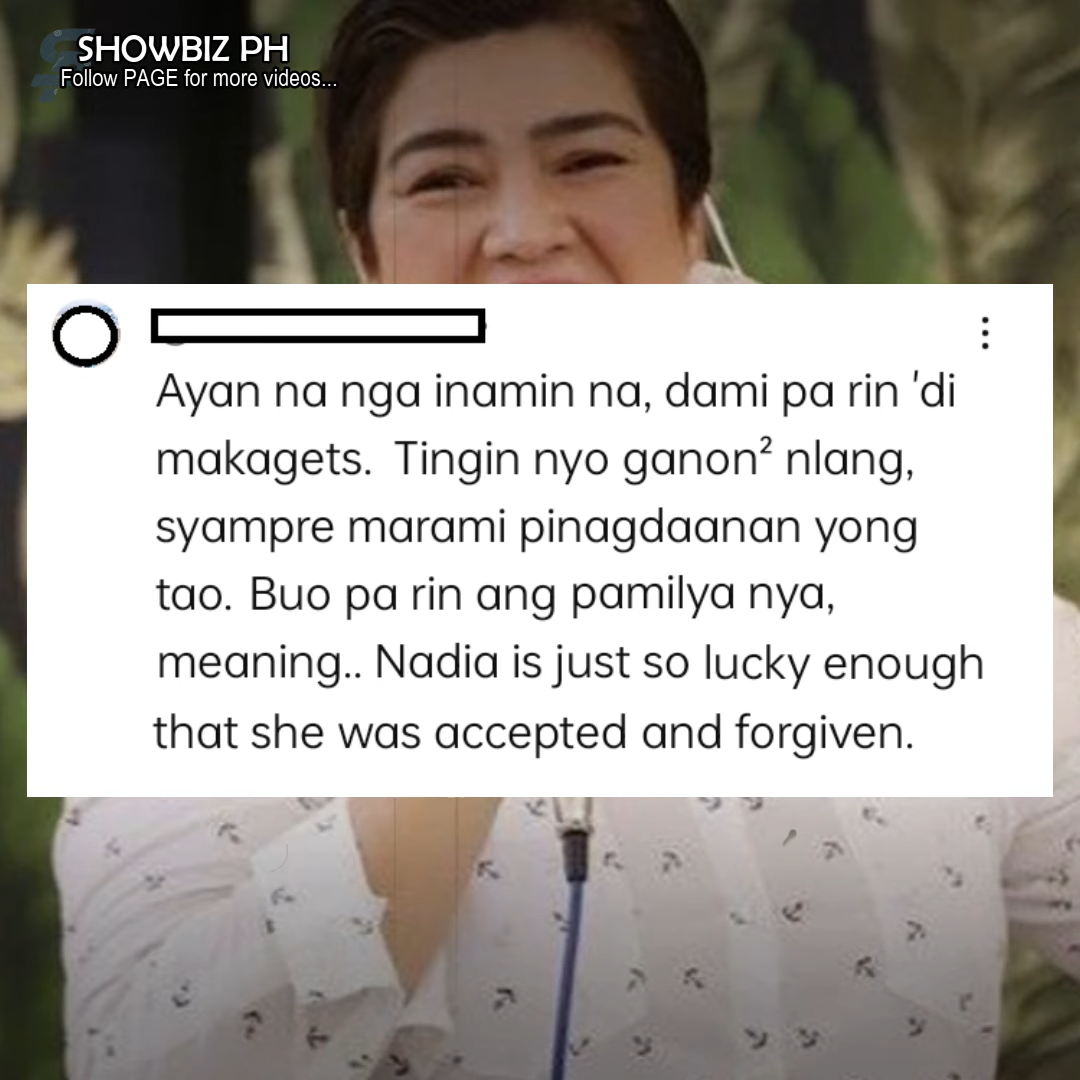 SHOWBIZ PH
Follow PAGE for more videos...
Ayan na nga inamin na, dami pa rin 'di
makagets. Tingin nyo ganon² nlang,
syampre marami pinagdaanan yong
tao. Buo pa rin ang pamilya nya,
meaning.. Nadia is just so lucky enough
that she was accepted and forgiven.